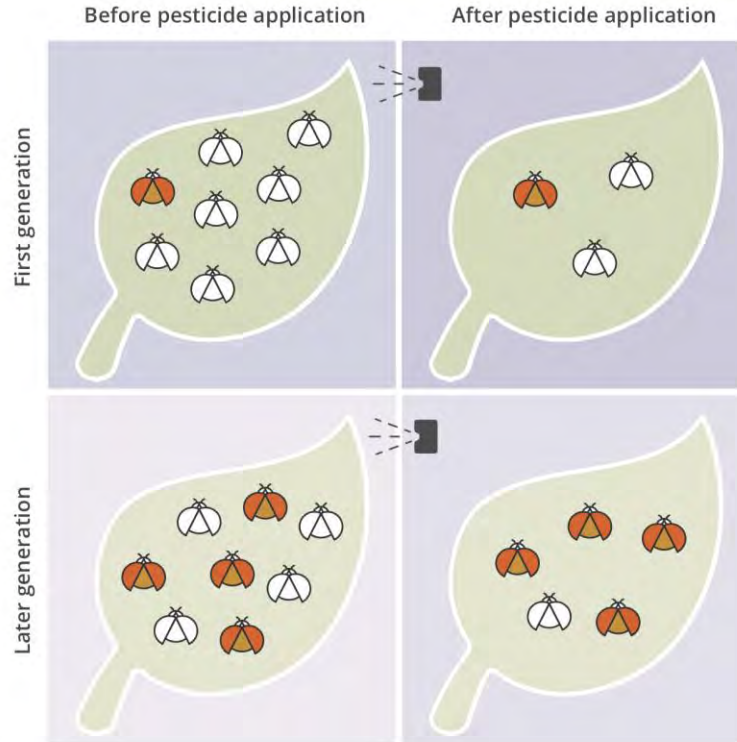 Before pesticide application
After pesticide application
First generation
Later generation